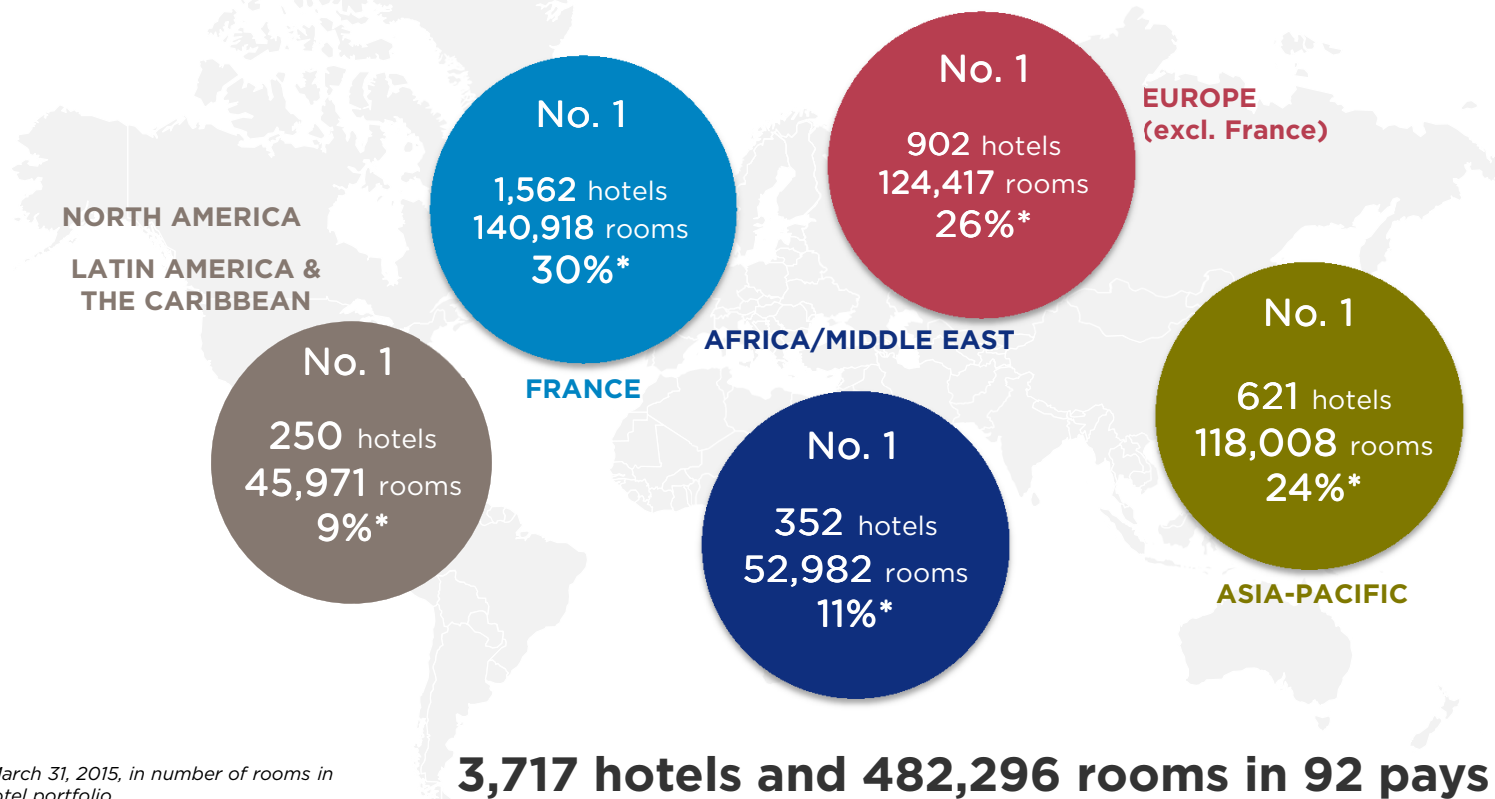 No. 1
1,562 hotels
140,918 rooms
30%*
FRANCE
No. 1
902 hotels
124,417 rooms
26%*
EUROPE
(excl. France)
NORTH AMERICA
LATIN AMERICA &
THE CARIBBEAN
No. 1
250 hotels
45,971 rooms
9%*
AFRICA/MIDDLE EAST
No. 1
352 hotels
52,982 rooms
11%*
No. 1
621 hotels
118,008 rooms
24%*
ASIA-PACIFIC
31, 2015, in number of rooms in
portfolio
3,717 hotels and 482,296 rooms in 92 pays